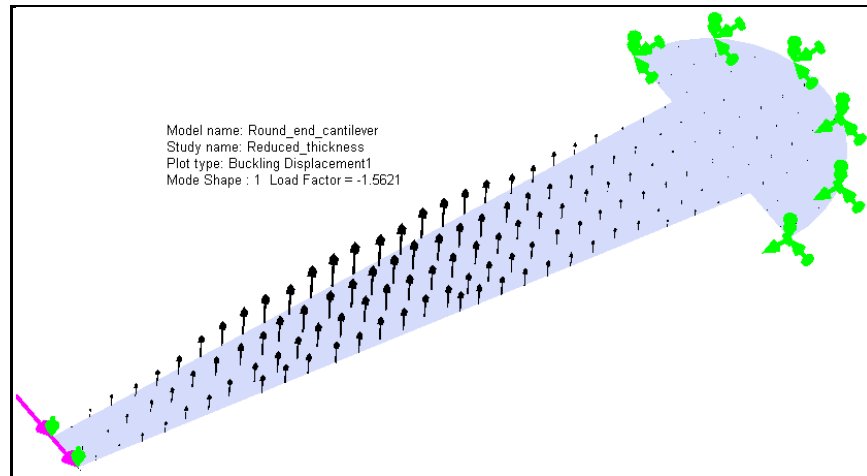 Model name: Round_end_cantilever
Study name: Reduced_thickness
Plot type: Buckling Displacement1
Mode Shape : 1  Load Factor = -1.5621